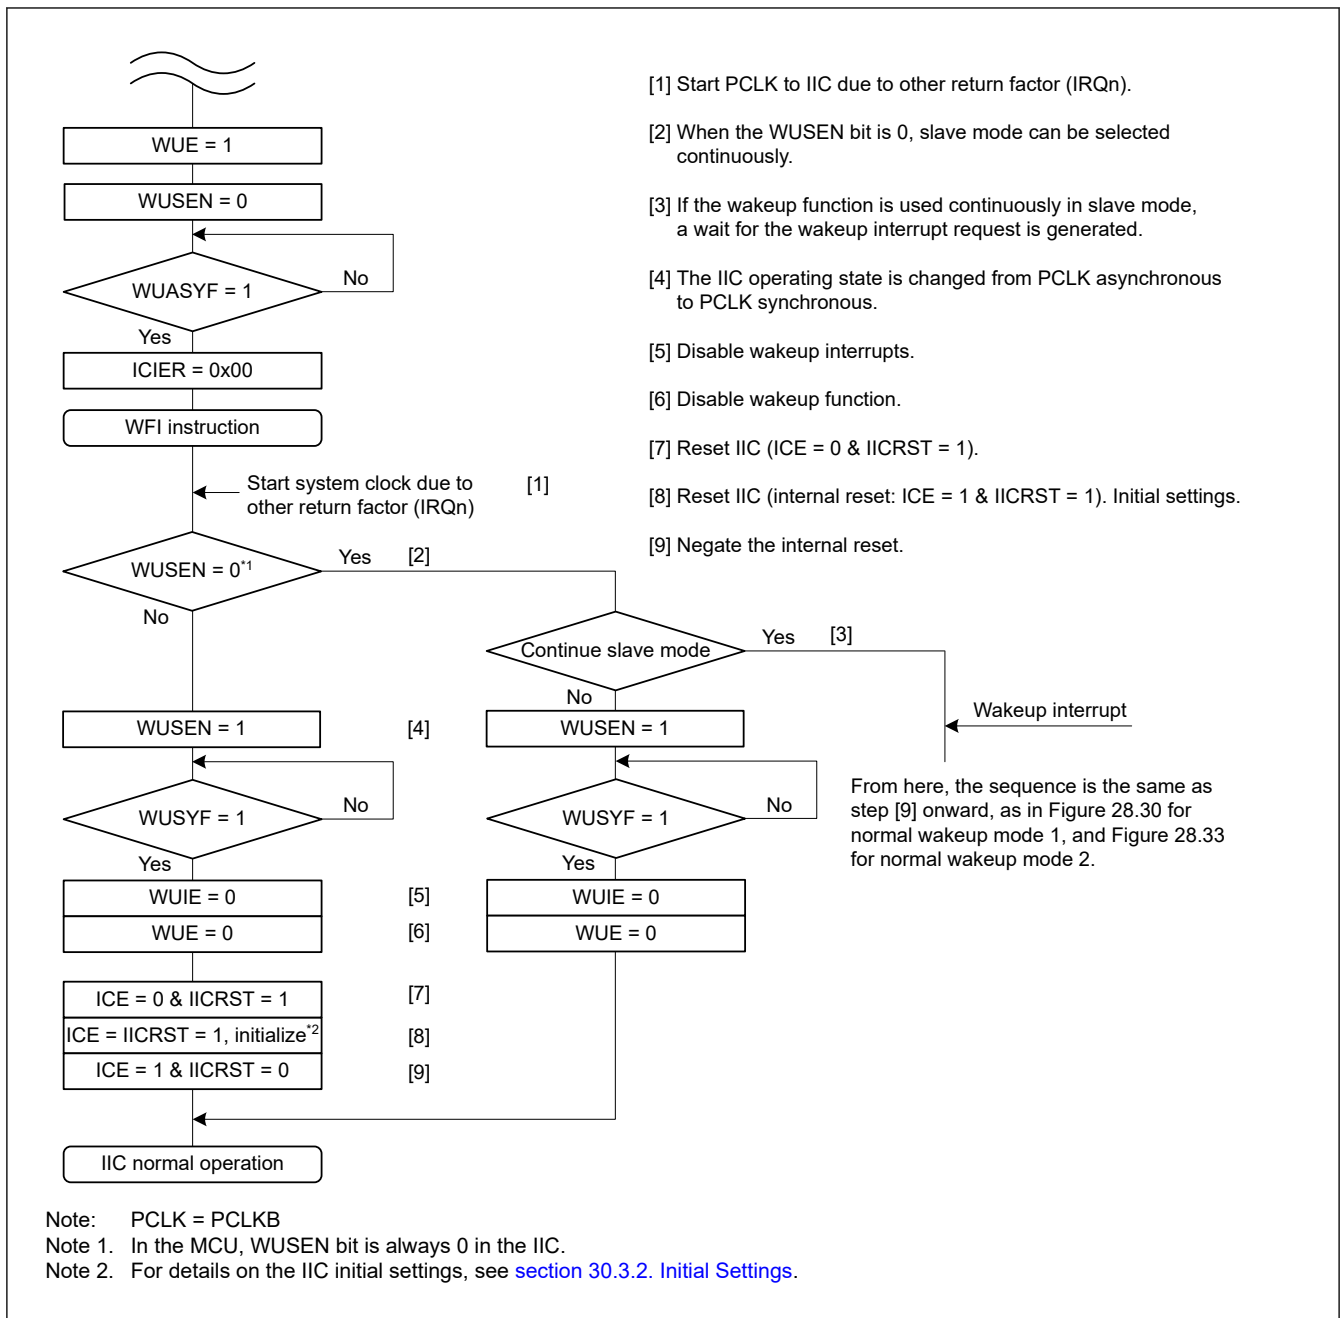 WUE = 1
WUSEN = 0
WUASYF = 1
No
Yes
ICIER = 0x00
WFI instruction
Start system clock due to [1]
other return factor (IRQn)
WUSEN = 0*1
Yes [2]
No
Continue slave mode
Yes [3]
No
Wakeup interrupt
WUSEN = 1 [4]
WUSEN = 1
WUSYF = 1
No
Yes
WUSYF = 1
No
Yes
From here, the sequence is the same as
step [9] onward, as in Figure 28.30 for
normal wakeup mode 1, and Figure 28.33
for normal wakeup mode 2.
WUIE = 0 [5]
WUIE = 0
WUE = 0 [6]
WUE = 0
ICE = 0 & IICRST = 1 [7]
ICE = IICRST = 1, initialize*2 [8]
ICE = 1 & IICRST = 0 [9]
IIC normal operation
[1] Start PCLK to IIC due to other return factor (IRQn).
[2] When the WUSEN bit is 0, slave mode can be selected
continuously.
[3] If the wakeup function is used continuously in slave mode,
a wait for the wakeup interrupt request is generated.
[4] The IIC operating state is changed from PCLK asynchronous
to PCLK synchronous.
[5] Disable wakeup interrupts.
[6] Disable wakeup function.
[7] Reset IIC (ICE = 0 & IICRST = 1).
[8] Reset IIC (internal reset: ICE = 1 & IICRST = 1). Initial settings.
[9] Negate the internal reset.
Note: PCLK = PCLKB
Note 1. In the MCU, WUSEN bit is always 0 in the IIC.
Note 2. For details on the IIC initial settings, see section 30.3.2. Initial Settings.